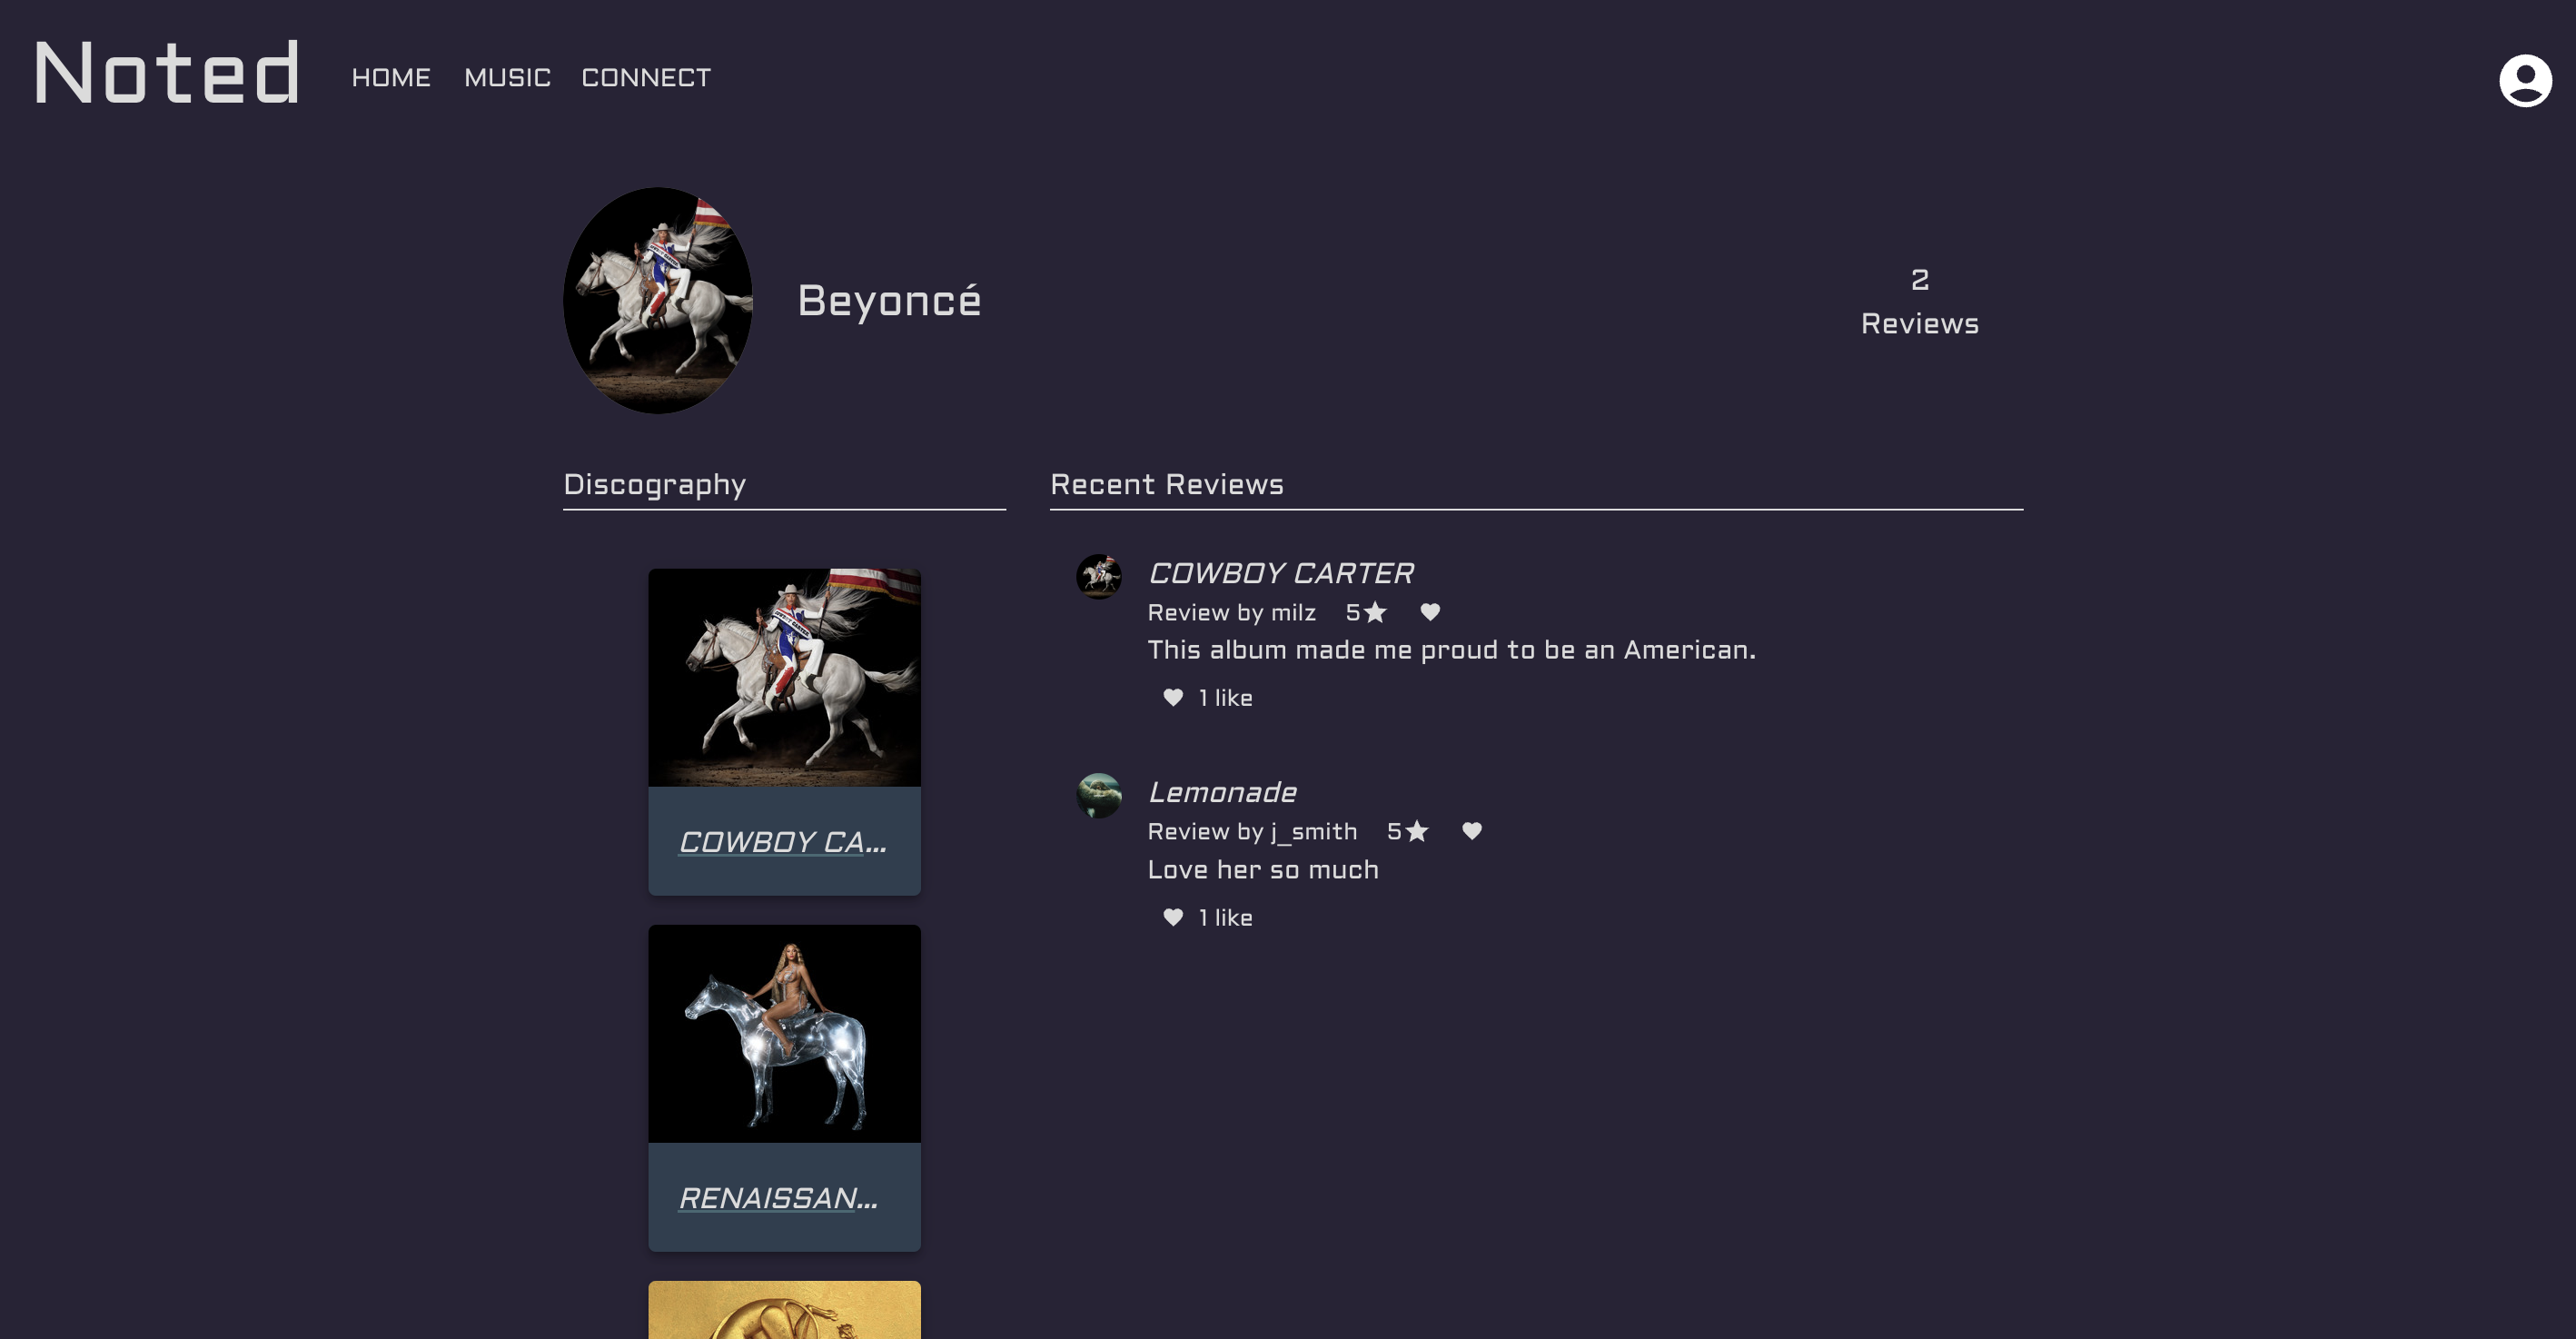 Noted
HOME MUSIC CONNECT
Beyoncé
2
Reviews
Discography
COWBOY CA...
RENAISSAN...
Recent Reviews
COWBOY CARTER
Review by milz 5★ ♥
This album made me proud to be an American.
♥ 1 like
Lemonade
Review by j_smith 5★ ♥
Love her so much
♥ 1 like